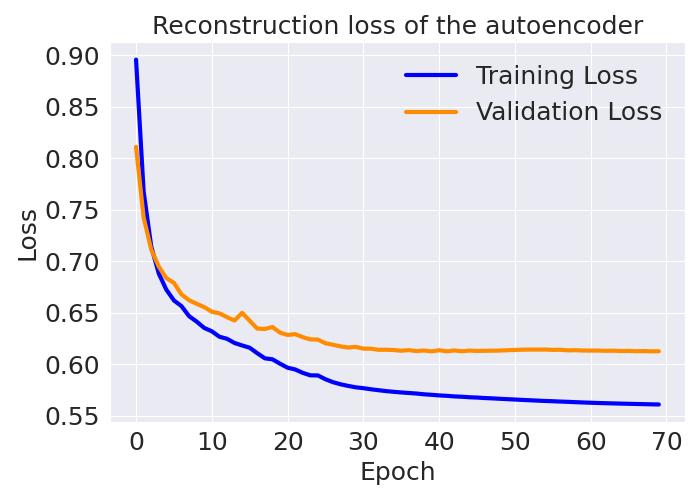 Reconstruction loss of the autoencoder
Training Loss
Validation Loss
Loss
0.90
0.85
0.80
0.75
0.70
0.65
0.60
0.55
0 10 20 30 40 50 60 70
Epoch